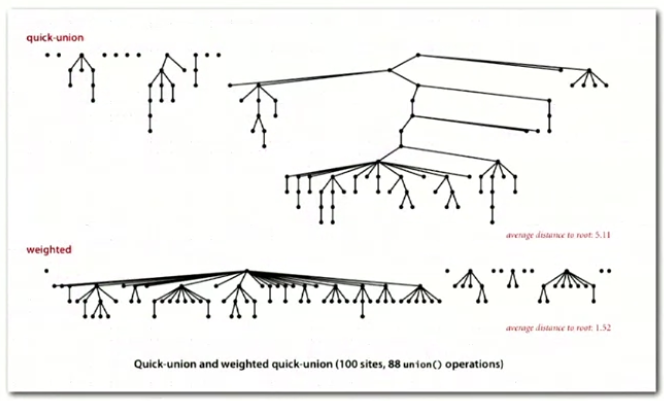 quick-union
average distance to root: 5.11
weighted
average distance to root: 1.52
Quick-union and weighted quick-union (100 sites, 88 union() operations)